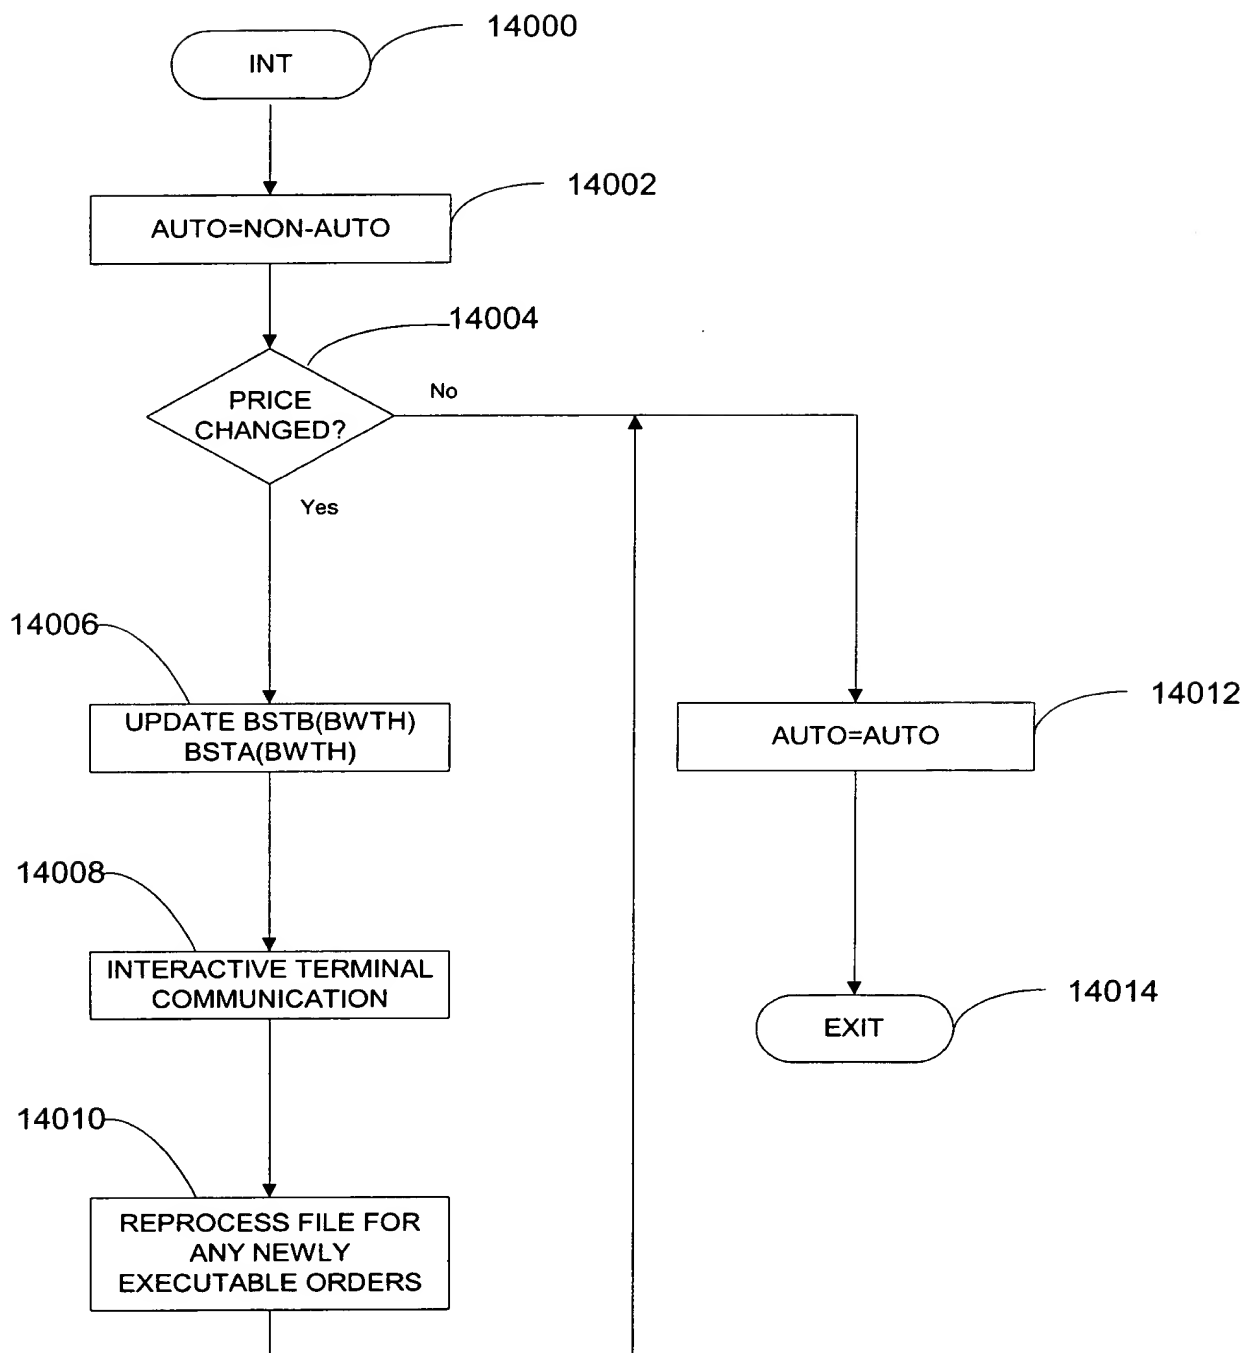 14000
INT
14002
AUTO=NON-AUTO
14004
PRICE
CHANGED?
No
Yes
14006
UPDATE BSTB(BWTH)
BSTA(BWTH)
14012
AUTO=AUTO
14008
INTERACTIVE TERMINAL
COMMUNICATION
14014
EXIT
14010
REPROCESS FILE FOR
ANY NEWLY
EXECUTABLE ORDERS